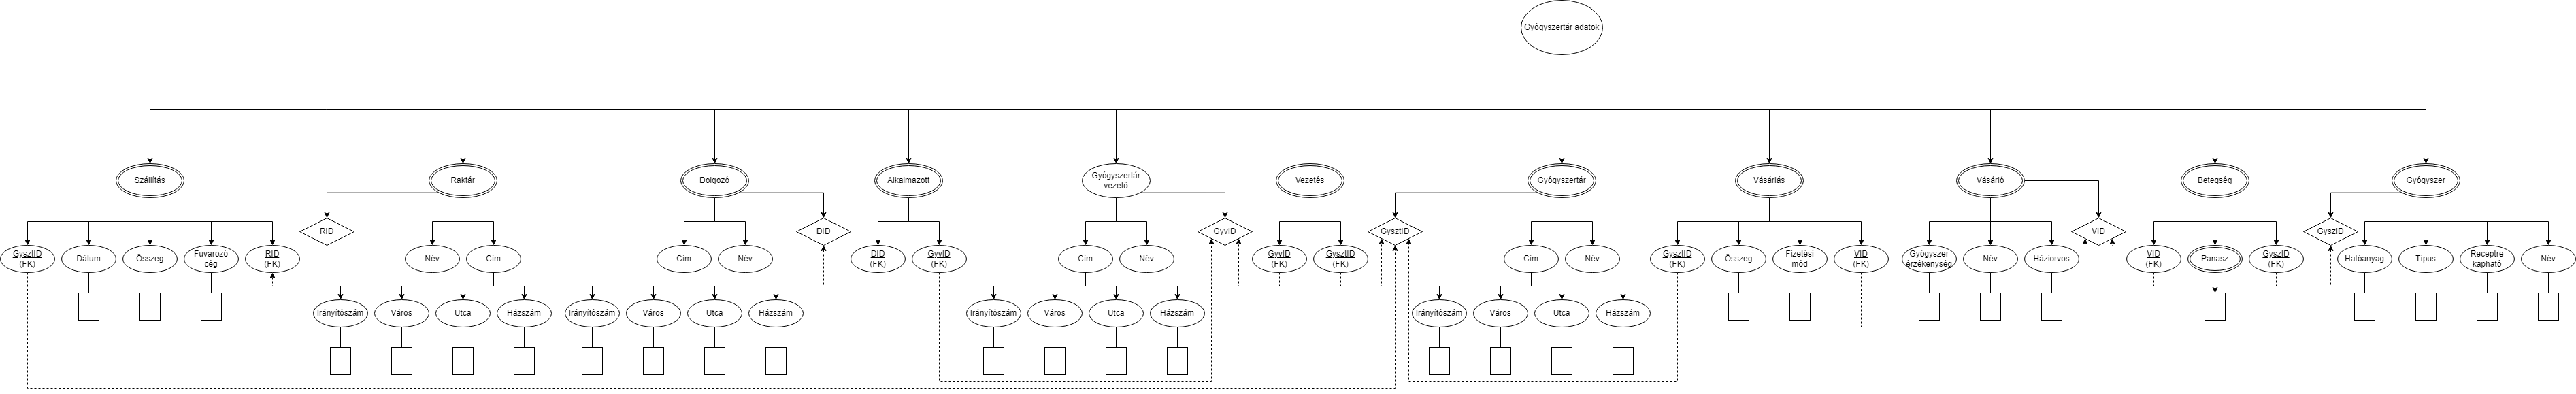 Gyógyszertár adatok
Szállítás
Raktár
Dolgozó
Alkalmazott
Gyógyszertár
vezető
Vezetés
Gyógyszertár
Vásárlás
Vásárló
Betegség
Gyógyszer
RID
DID
GyvID
GysztID
VID
GyszID
GysztID
(FK)
Dátum
Összeg
Fuvarozó
cég
RID
(FK)
Név
Cím
Cím
Név
DID
(FK)
GyvID
(FK)
Cím
Név
GyvID
(FK)
GysztID
(FK)
Cím
Név
GysztID
(FK)
Összeg
Fizetési
mód
VID
(FK)
Gyógyszer
érzékenység
Név
Háziorvos
VID
(FK)
Panasz
GyszID
(FK)
Hatóanyag
Típus
Receptre
kapható
Név
Irányítószám
Város
Utca
Házszám
Irányítószám
Város
Utca
Házszám
Irányítószám
Város
Utca
Házszám
Irányítószám
Város
Utca
Házszám